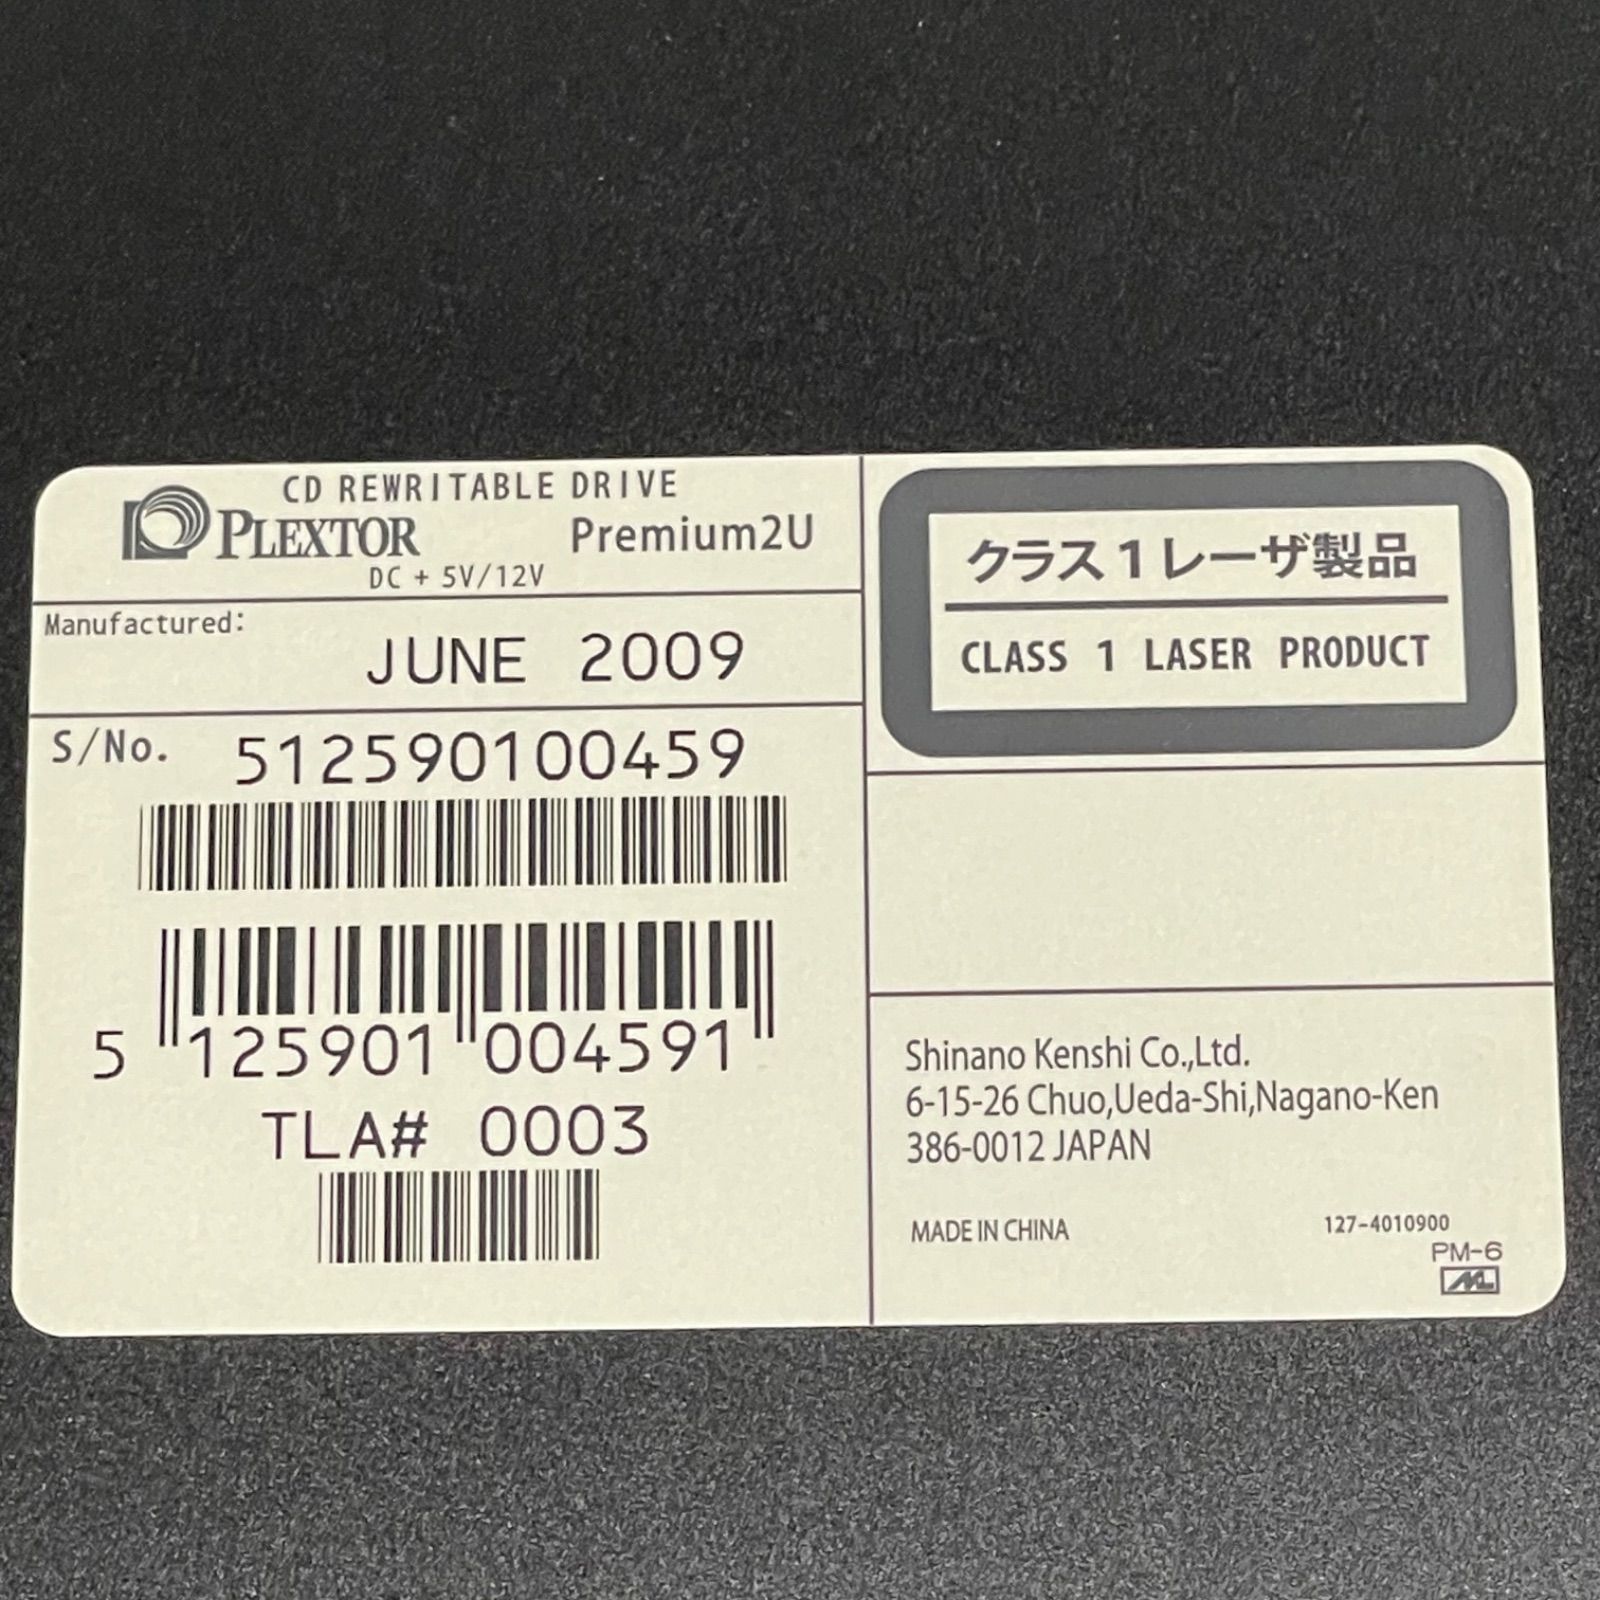 CD REWRITABLE DRIVE
PLEXTOR Premium2U
DC + 5V/12V
Manufactured:
JUNE 2009
S/No. 512590100459
5 125901 004591
TLA# 0003
クラス1レーザ製品
CLASS 1 LASER PRODUCT
Shinano Kenshi Co.,Ltd.
6-15-26 Chuo,Ueda-Shi,Nagano-Ken
386-0012 JAPAN
MADE IN CHINA 127-4010900
PM-6